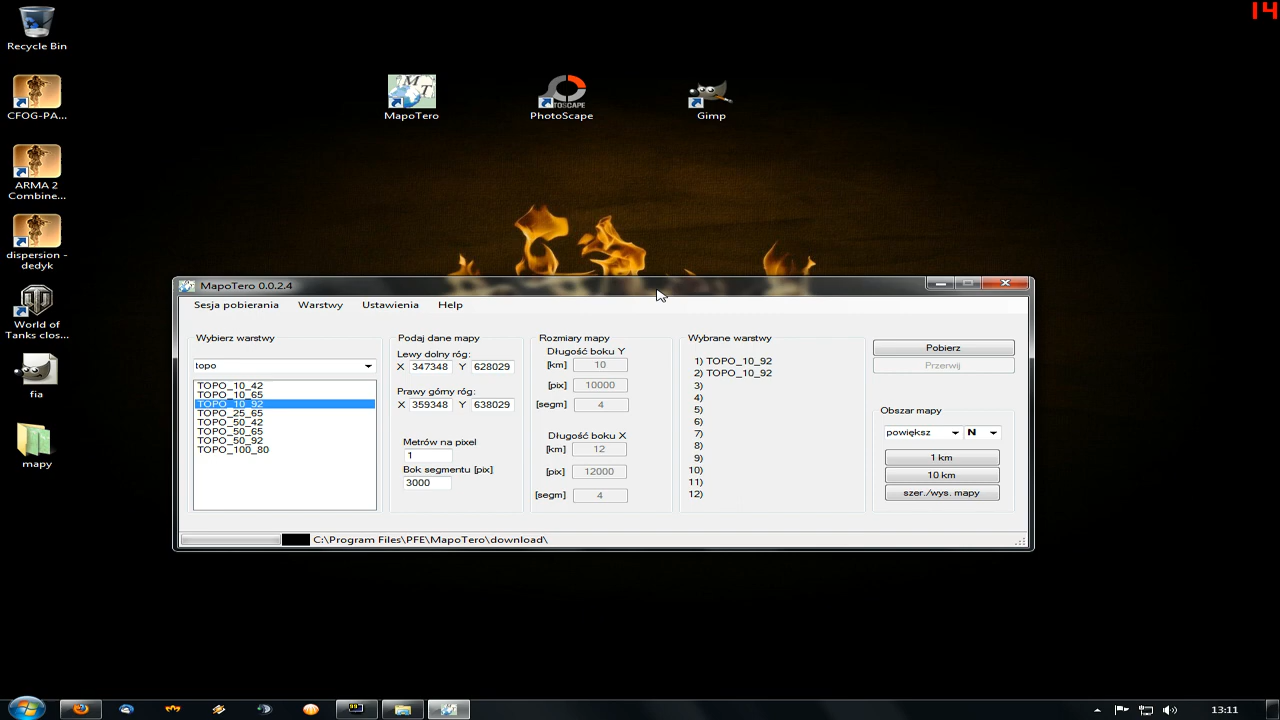 14
Recycle Bin
MapoTero
PhotoScape
Gimp
CFOG-PA...
ARMA 2
Combine...
dispersion -
dedyk
World of
Tanks clos...
fia
mapy
MapoTero 0.0.2.4
Sesja pobierania Warstwy Ustawienia Help
Wybierz warstwy
topo
TOPO_10_42
TOPO_10_65
TOPO_10_92
TOPO_25_65
TOPO_50_42
TOPO_50_65
TOPO_50_92
TOPO_100_80
Podaj dane mapy
Lewy dolny róg:
X 347348 Y 628029
Prawy górny róg:
X 359348 Y 638029
Metrów na pixel
1
Bok segmentu [pix]
3000
Rozmiary mapy
Długość boku Y
[km] 10
[pix] 10000
[segm] 4
Długość boku X
[km] 12
[pix] 12000
[segm] 4
Wybrane warstwy
1) TOPO_10_92
2) TOPO_10_92
3)
4)
5)
6)
7)
8)
9)
10)
11)
12)
Pobierz
Przerwij
Obszar mapy
powiększ N
1 km
10 km
szer./wys. mapy
C:\Program Files\PFE\MapoTero\download\
99
13:11